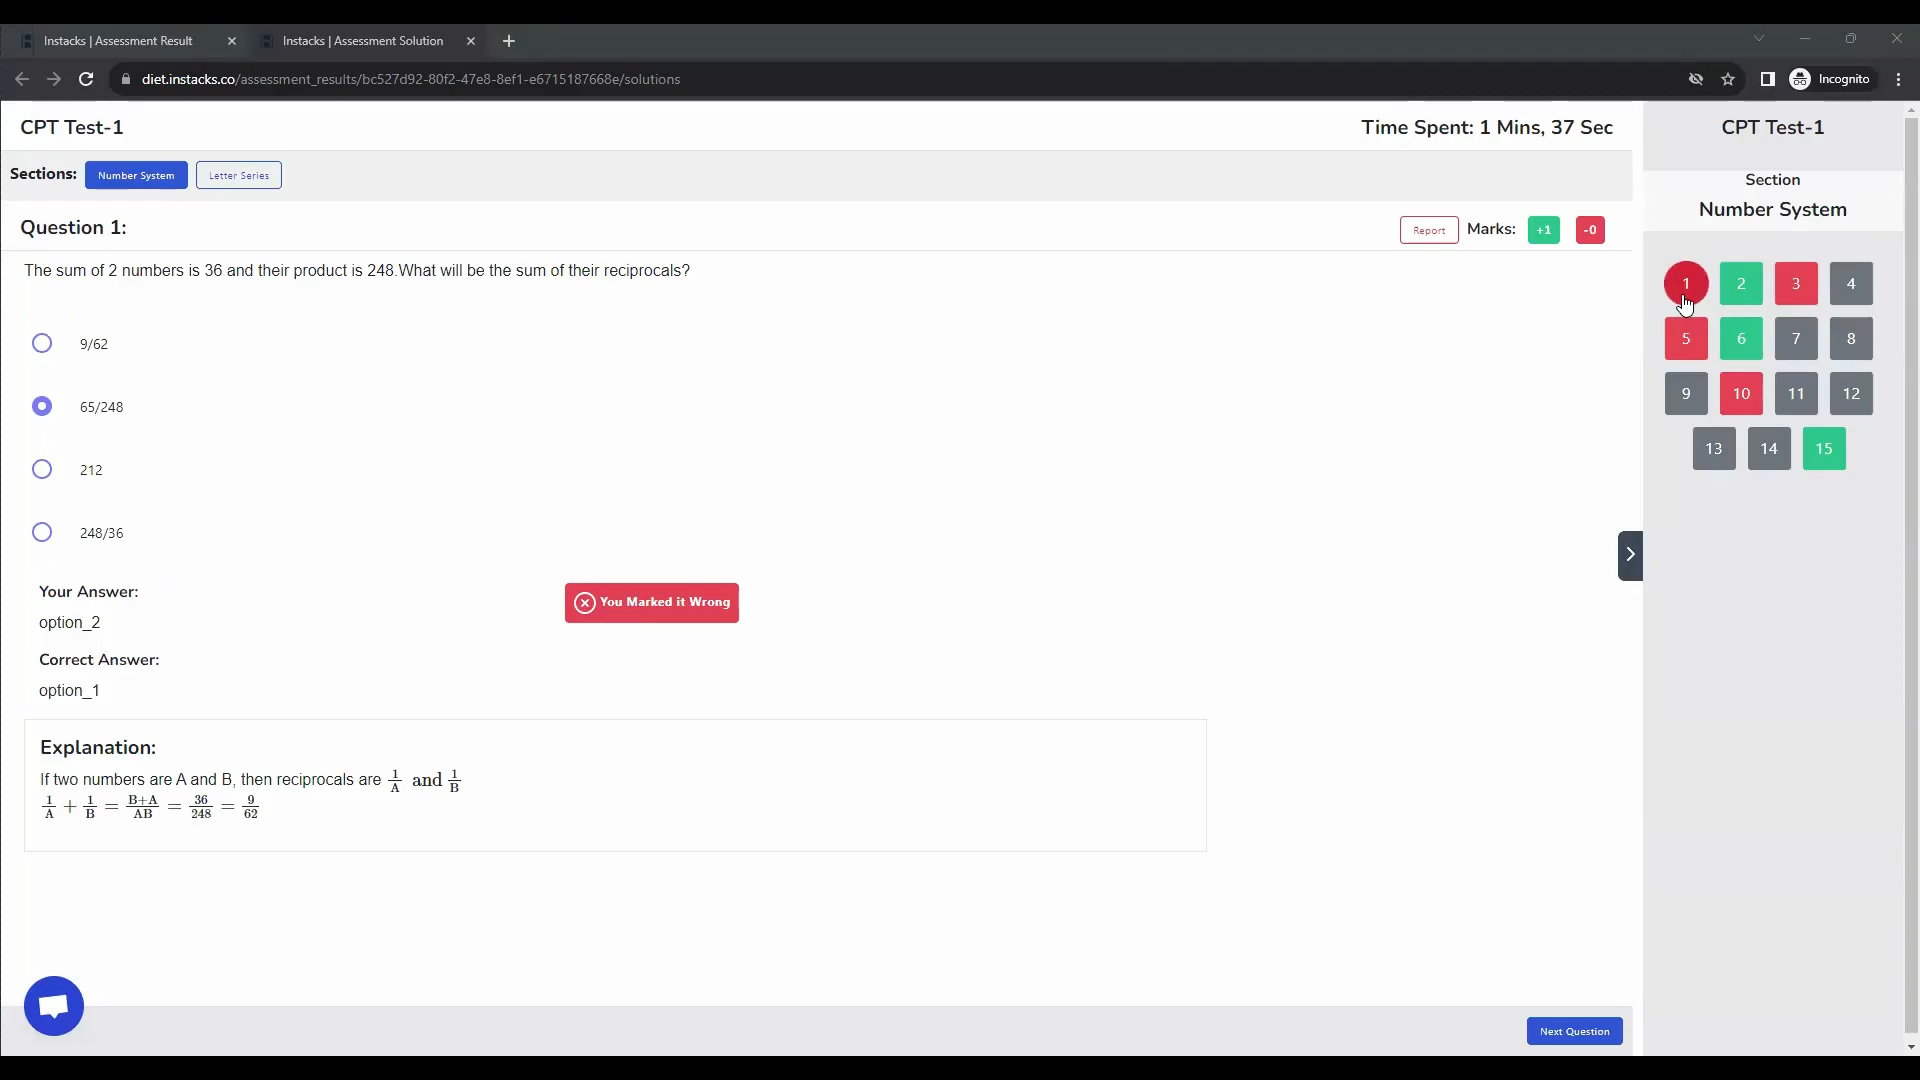 Instacks | Assessment Result
Instacks | Assessment Solution
diet.instacks.co/assessment_results/bc527d92-80f2-47e8-8ef1-e6715187668e/solutions
Incognito
CPT Test-1
Time Spent: 1 Mins, 37 Sec
CPT Test-1
Sections: Number System Letter Series
Section
Number System
Question 1:
Report Marks: +1 -0
The sum of 2 numbers is 36 and their product is 248.What will be the sum of their reciprocals?
9/62
65/248
212
248/36
1 2 3 4
5 6 7 8
9 10 11 12
13 14 15
Your Answer:
option_2
You Marked it Wrong
Correct Answer:
option_1
Explanation:
If two numbers are A and B, then reciprocals are 1/A and 1/B
1/A + 1/B = B+A/AB = 36/248 = 9/62
Next Question